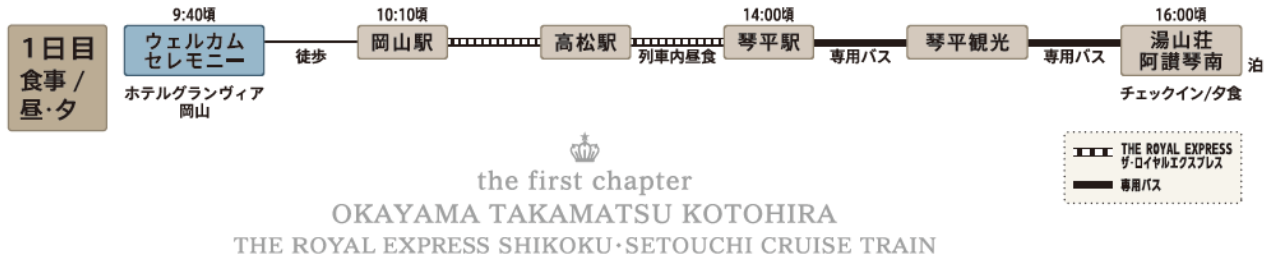 9:40頃
10:10頃
14:00頃
16:00頃
1日目
食事 /
昼・夕
ウェルカム
セレモニー
徒歩
岡山駅
高松駅
列車内昼食
琴平駅
専用バス
琴平観光
専用バス
湯山荘
阿讃琴南
泊
ホテルグランヴィア
岡山
チェックイン/夕食
THE ROYAL EXPRESS
ザ・ロイヤルエクスプレス
専用バス
the first chapter
OKAYAMA TAKAMATSU KOTOHIRA
THE ROYAL EXPRESS SHIKOKU・SETOUCHI CRUISE TRAIN